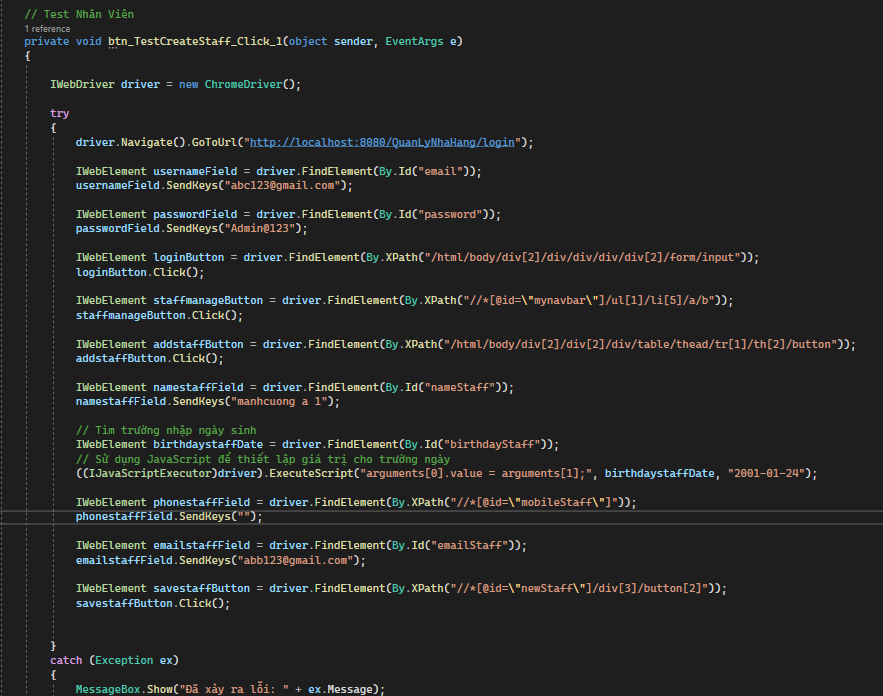 // Test Nhân Viên
1 reference
private void btn_TestCreateStaff_Click_1(object sender, EventArgs e)
{
IWebDriver driver = new ChromeDriver();
try
{
driver.Navigate().GoToUrl("http://localhost:8080/QuanLyNhaHang/login");
IWebElement usernameField = driver.FindElement(By.Id("email"));
usernameField.SendKeys("abc123@gmail.com");
IWebElement passwordField = driver.FindElement(By.Id("password"));
passwordField.SendKeys("Admin@123");
IWebElement loginButton = driver.FindElement(By.XPath("/html/body/div[2]/div/div/div/div[2]/form/input"));
loginButton.Click();
IWebElement staffmanageButton = driver.FindElement(By.XPath("//*[@id=\"mynavbar\"]/ul[1]/li[5]/a/b"));
staffmanageButton.Click();
IWebElement addstaffButton = driver.FindElement(By.XPath("/html/body/div[2]/div[2]/div/table/thead/tr[1]/th[2]/button"));
addstaffButton.Click();
IWebElement namestaffField = driver.FindElement(By.Id("nameStaff"));
namestaffField.SendKeys("manhcuong a 1");
// Tìm trường nhập ngày sinh
IWebElement birthdaystaffDate = driver.FindElement(By.Id("birthdayStaff"));
// Sử dụng JavaScript để thiết lập giá trị cho trường ngày
((IJavaScriptExecutor)driver).ExecuteScript("arguments[0].value = arguments[1];", birthdaystaffDate, "2001-01-24");
IWebElement phonestaffField = driver.FindElement(By.XPath("//*[@id=\"mobileStaff\"]"));
phonestaffField.SendKeys("");
IWebElement emailstaffField = driver.FindElement(By.Id("emailStaff"));
emailstaffField.SendKeys("abb123@gmail.com");
IWebElement savestaffButton = driver.FindElement(By.XPath("//*[@id=\"newStaff\"]/div[3]/button[2]"));
savestaffButton.Click();
}
catch (Exception ex)
{
MessageBox.Show("Đã xảy ra lỗi: " + ex.Message);